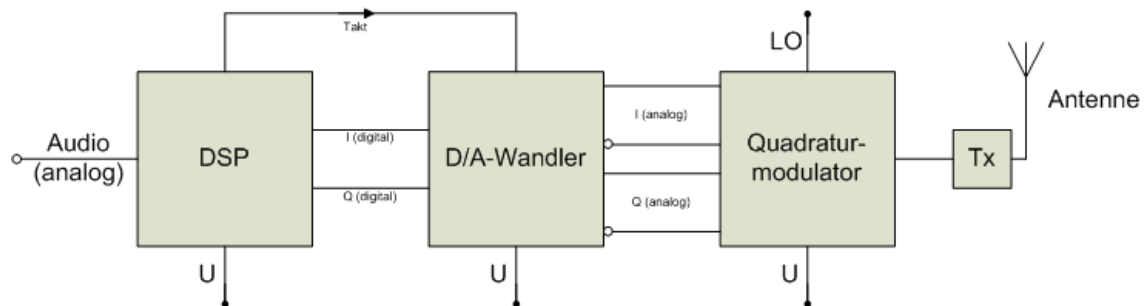 Takt
LO
Audio
(analog)
DSP
I (digital)
Q (digital)
D/A-Wandler
I (analog)
Q (analog)
Quadratur-
modulator
Tx
Antenne
U
U
U